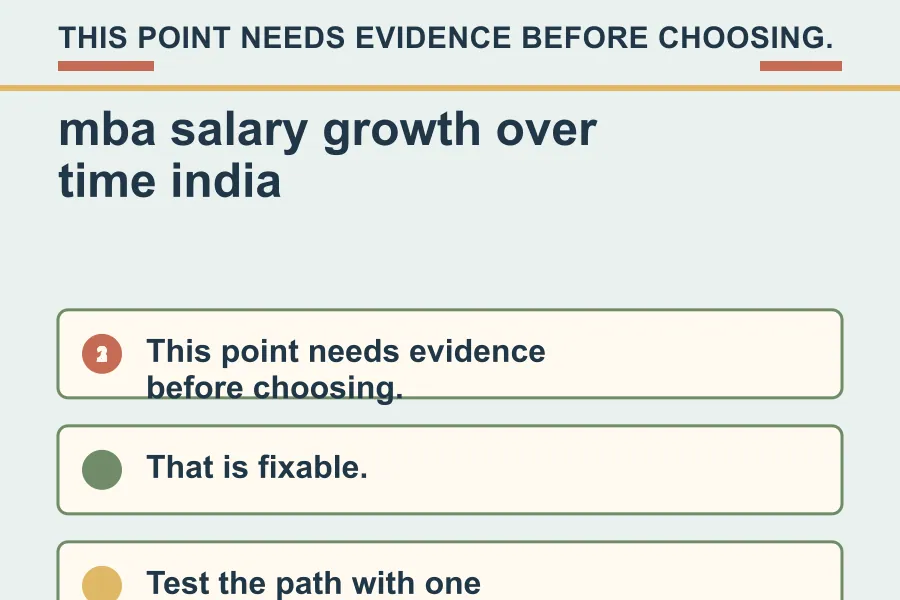 THIS POINT NEEDS EVIDENCE BEFORE CHOOSING.
mba salary growth over
time india
This point needs evidence
before choosing.
That is fixable.
Test the path with one